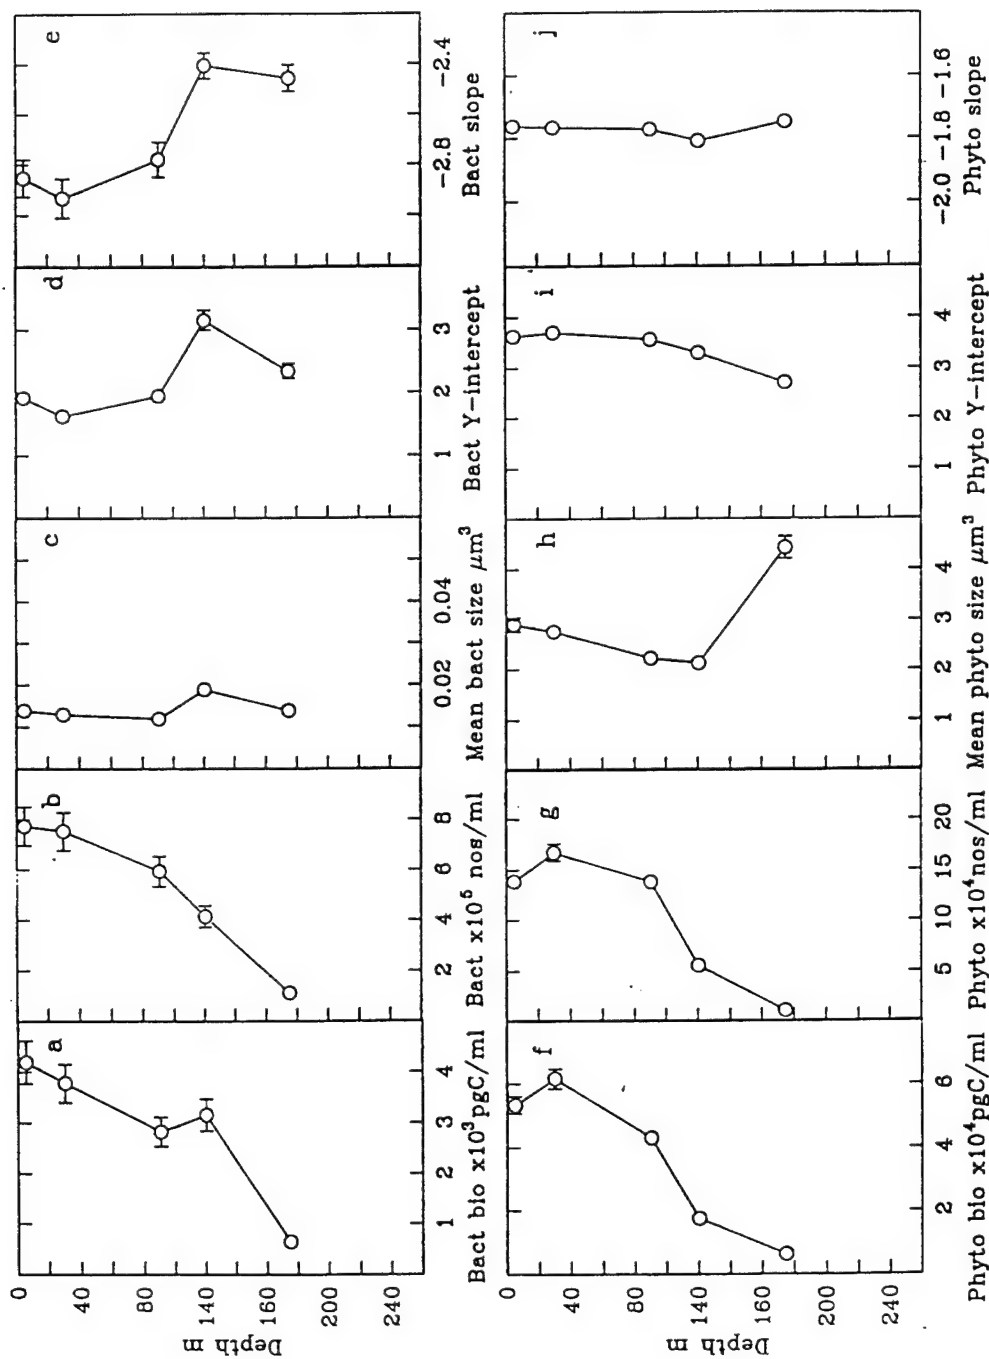 a
b
c
d
e
Depth m
0
40
80
140
200
240
1 2 3 4
Bact bio x10³pgC/ml
2 4 6 8
Bact x10⁵ nos/ml
0.02 0.04
Mean bact size μm³
1 2 3
Bact Y-intercept
-2.8 -2.4
Bact slope
f
g
h
i
j
Depth m
0
40
80
140
200
240
2 4 6
Phyto bio x10⁴pgC/ml
5 10 15 20
Phyto x10⁴nos/ml
1 2 3 4
Mean phyto size μm³
1 2 3 4
Phyto Y-intercept
-2.0 -1.8 -1.6
Phyto slope